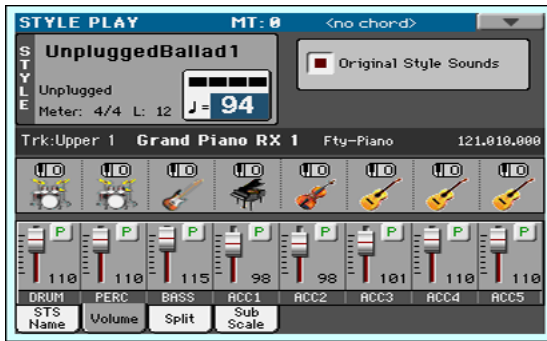 STYLE PLAY MT: 0 <no chord>
STYLE
UnpluggedBallad1
Unplugged
Meter: 4/4 L: 12 ♩= 94
Original Style Sounds
Trk:Upper 1 Grand Piano RX 1 Fty-Piano 121.010.000
P P P P P P P P
110 110 115 98 98 101 110 110
DRUM PERC BASS ACC1 ACC2 ACC3 ACC4 ACC5
STS Name Volume Split Sub Scale